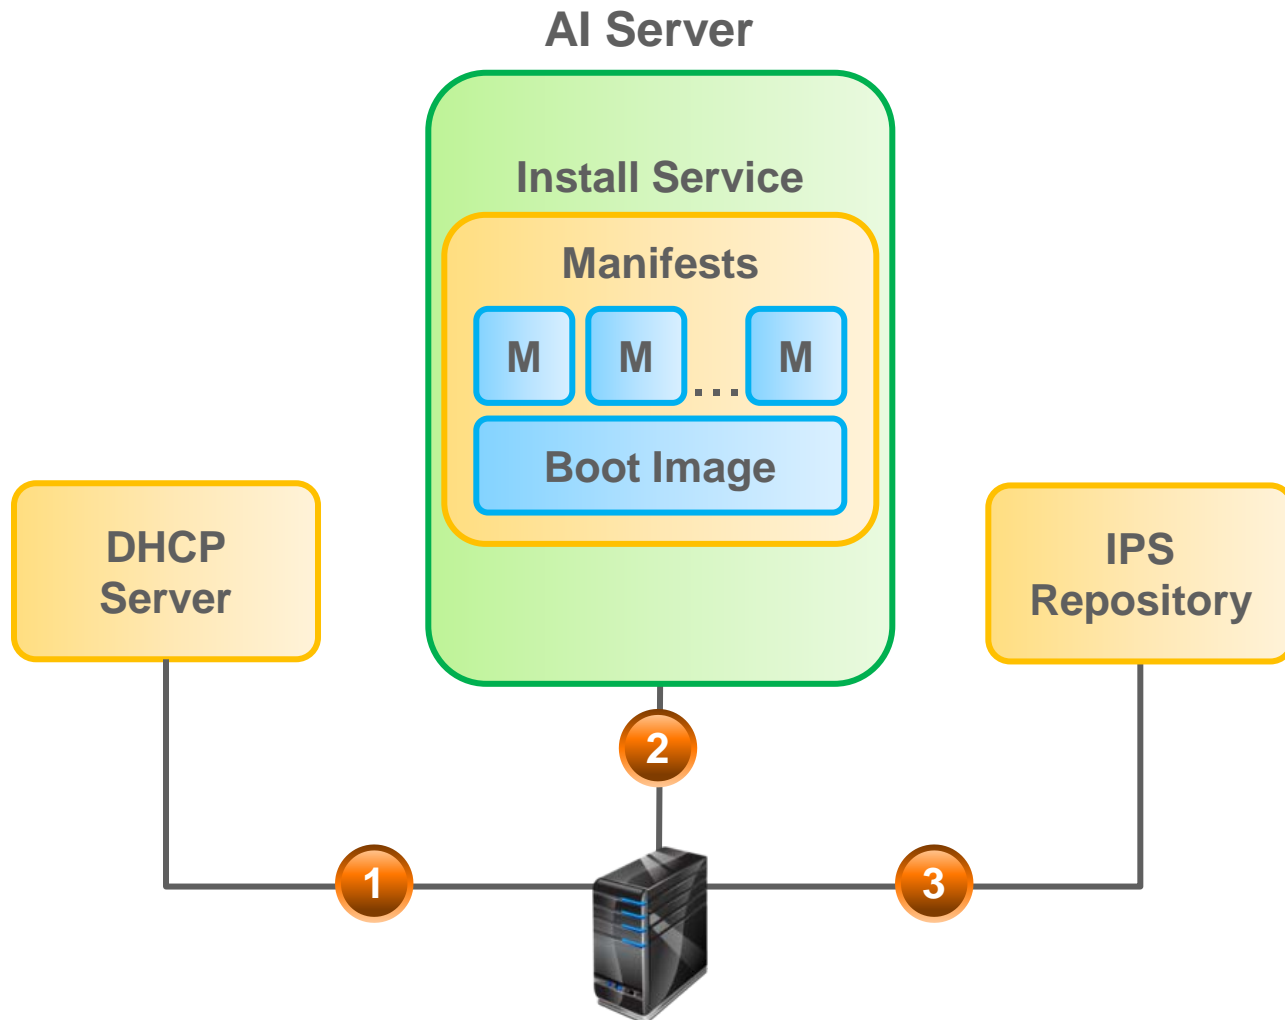 AI Server
Install Service
Manifests
M M ... M
Boot Image
DHCP
Server
IPS
Repository
2
1
3